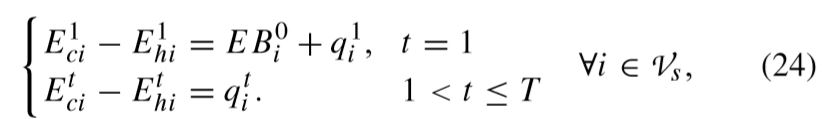 E^1_{ci} − E^1_{hi} = EB^0_i + q^1_i, t = 1
E^t_{ci} − E^t_{hi} = q^t_i. 1 < t ≤ T
∀i ∈ 𝒱_s, (24)